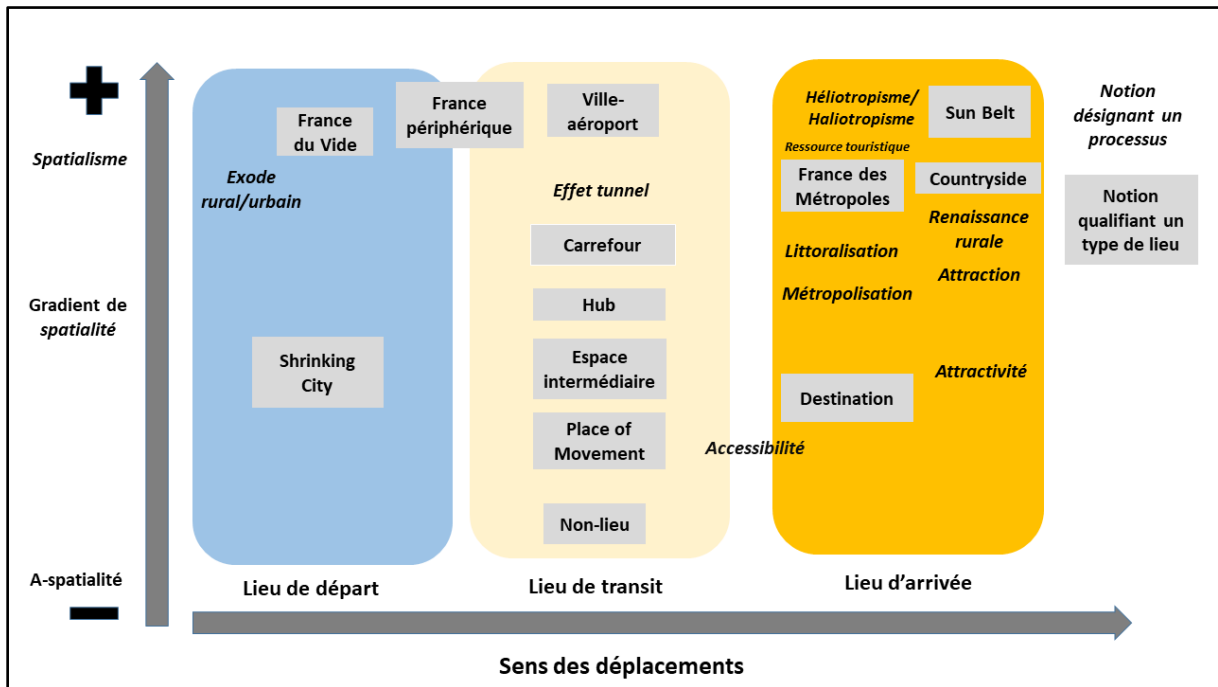 Spatialisme
Gradient de
spatialité
A-spatialité
France
du Vide
Exode
rural/urbain
Shrinking
City
Lieu de départ
France
périphérique
Ville-
aéroport
Effet tunnel
Carrefour
Hub
Espace
intermédiaire
Place of
Movement
Non-lieu
Lieu de transit
Accessibilité
Héliotropisme/
Haliotropisme
Sun Belt
Ressource touristique
France des
Métropoles
Countryside
Renaissance
rurale
Littoralisation
Attraction
Métropolisation
Attractivité
Destination
Lieu d’arrivée
Notion
désignant un
processus
Notion
qualifiant un
type de lieu
Sens des déplacements